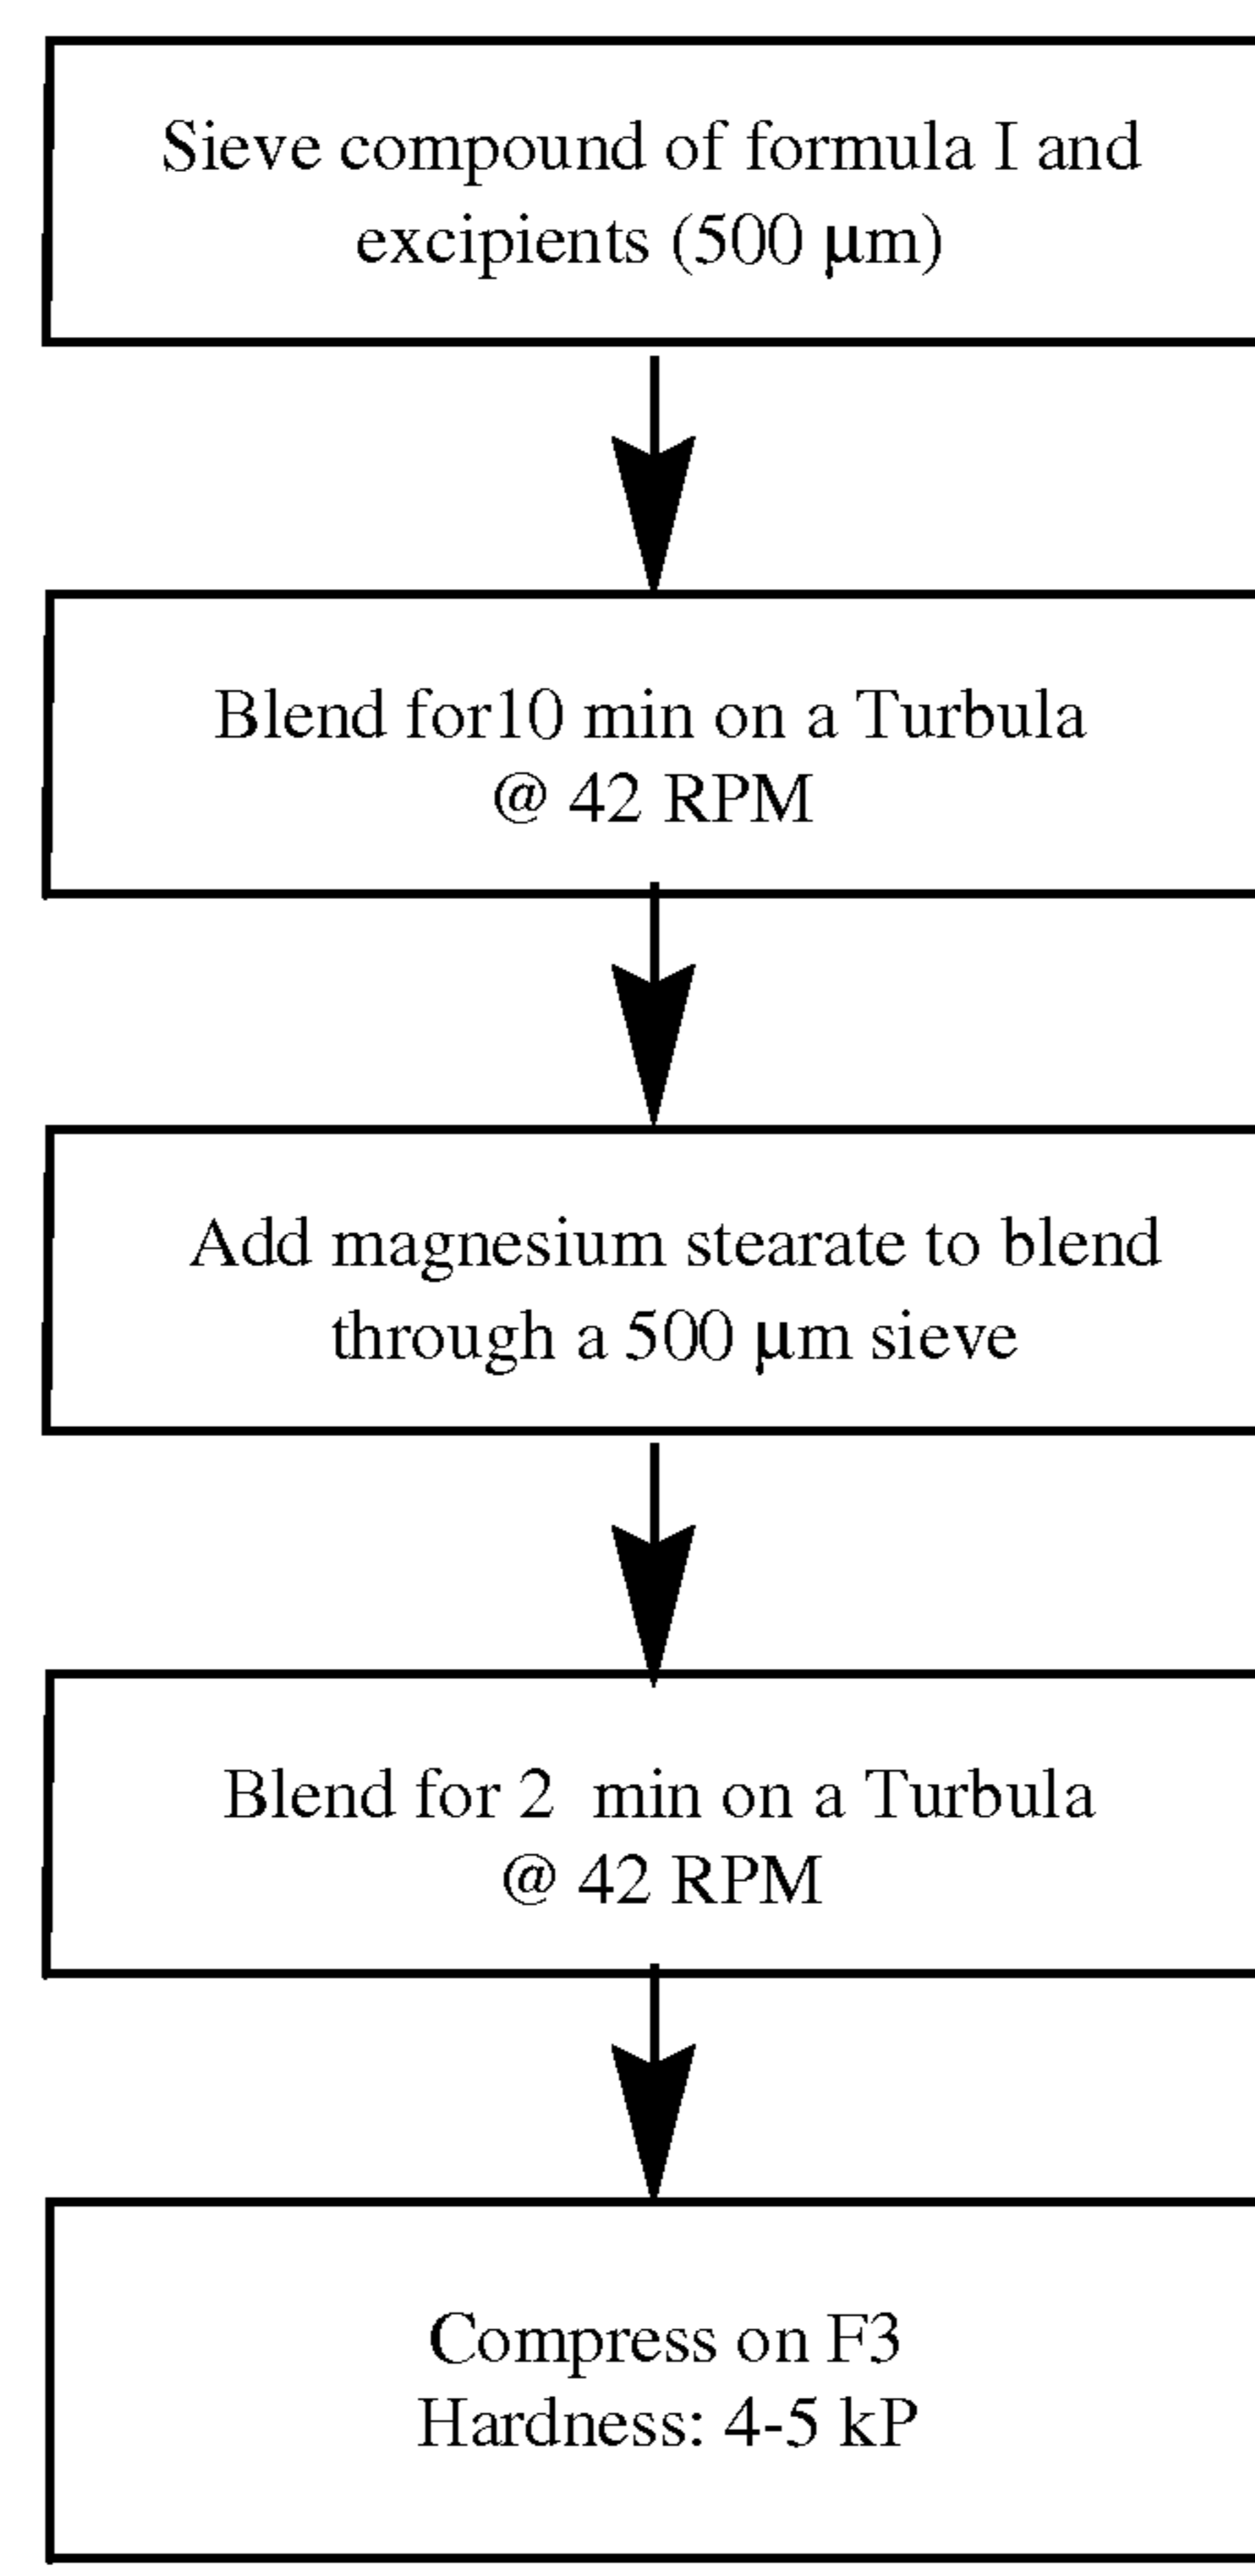 Sieve compound of formula I and
excipients (500 μm)
Blend for10 min on a Turbula
@ 42 RPM
Add magnesium stearate to blend
through a 500 μm sieve
Blend for 2  min on a Turbula
@ 42 RPM
Compress on F3
Hardness: 4-5 kP